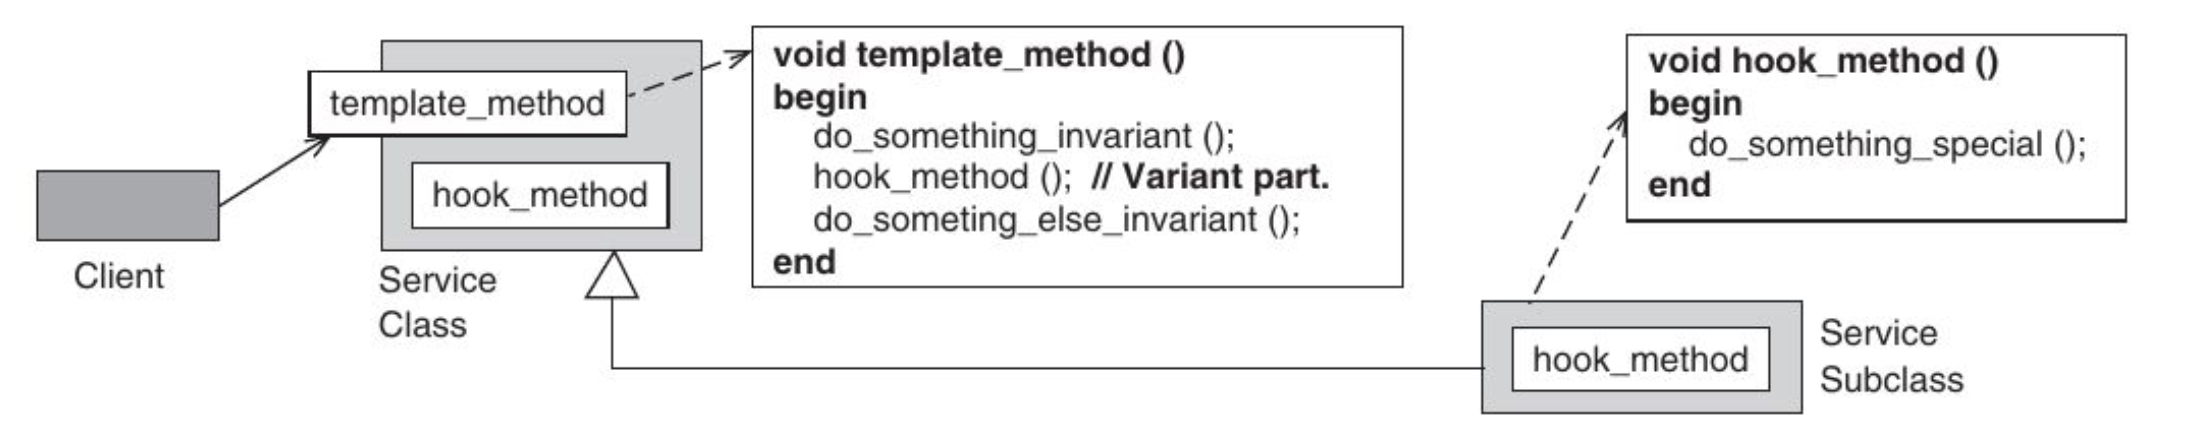 template_method
hook_method
Client
Service
Class
void template_method ()
begin
do_something_invariant ();
hook_method (); // Variant part.
do_someting_else_invariant ();
end
void hook_method ()
begin
do_something_special ();
end
hook_method
Service
Subclass